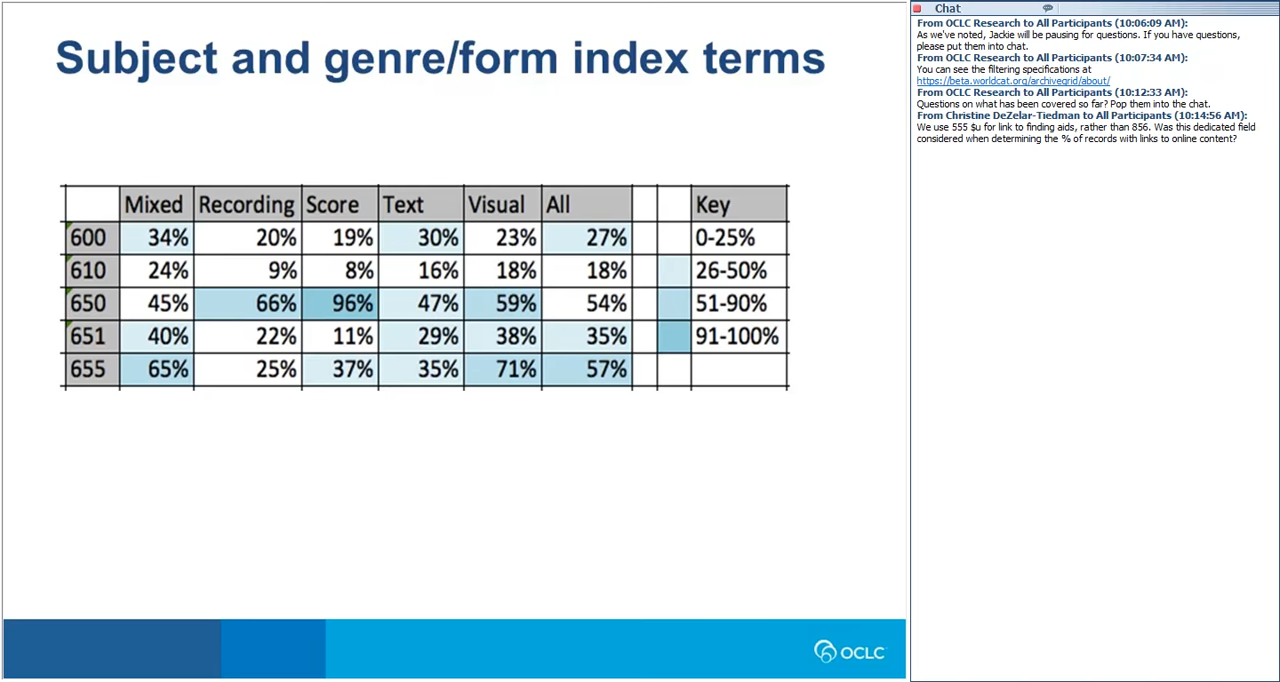 Subject and genre/form index terms
Mixed Recording Score Text Visual All Key
600 34% 20% 19% 30% 23% 27% 0-25%
610 24% 9% 8% 16% 18% 18% 26-50%
650 45% 66% 96% 47% 59% 54% 51-90%
651 40% 22% 11% 29% 38% 35% 91-100%
655 65% 25% 37% 35% 71% 57%
OCLC
Chat
From OCLC Research to All Participants (10:06:09 AM):
As we've noted, Jackie will be pausing for questions. If you have questions,
please put them into chat.
From OCLC Research to All Participants (10:07:34 AM):
You can see the filtering specifications at
https://beta.worldcat.org/archivegrid/about/
From OCLC Research to All Participants (10:12:33 AM):
Questions on what has been covered so far? Pop them into the chat.
From Christine DeZelar-Tiedman to All Participants (10:14:56 AM):
We use 555 $u for link to finding aids, rather than 856. Was this dedicated field
considered when determining the % of records with links to online content?